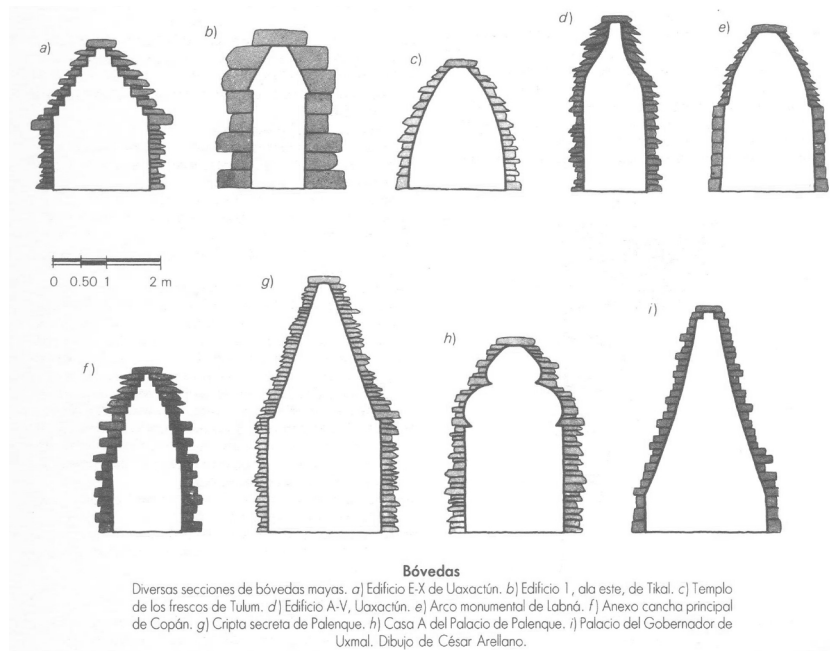 a)
b)
c)
d)
e)
0 0.50 1 2 m
f)
g)
h)
i)
Bóvedas
Diversas secciones de bóvedas mayas. a) Edificio E-X de Uaxactún. b) Edificio 1, ala este, de Tikal. c) Templo
de los frescos de Tulum. d) Edificio A-V, Uaxactún. e) Arco monumental de Labná. f) Anexo cancha principal
de Copán. g) Cripta secreta de Palenque. h) Casa A del Palacio de Palenque. i) Palacio del Gobernador de
Uxmal. Dibujo de César Arellano.